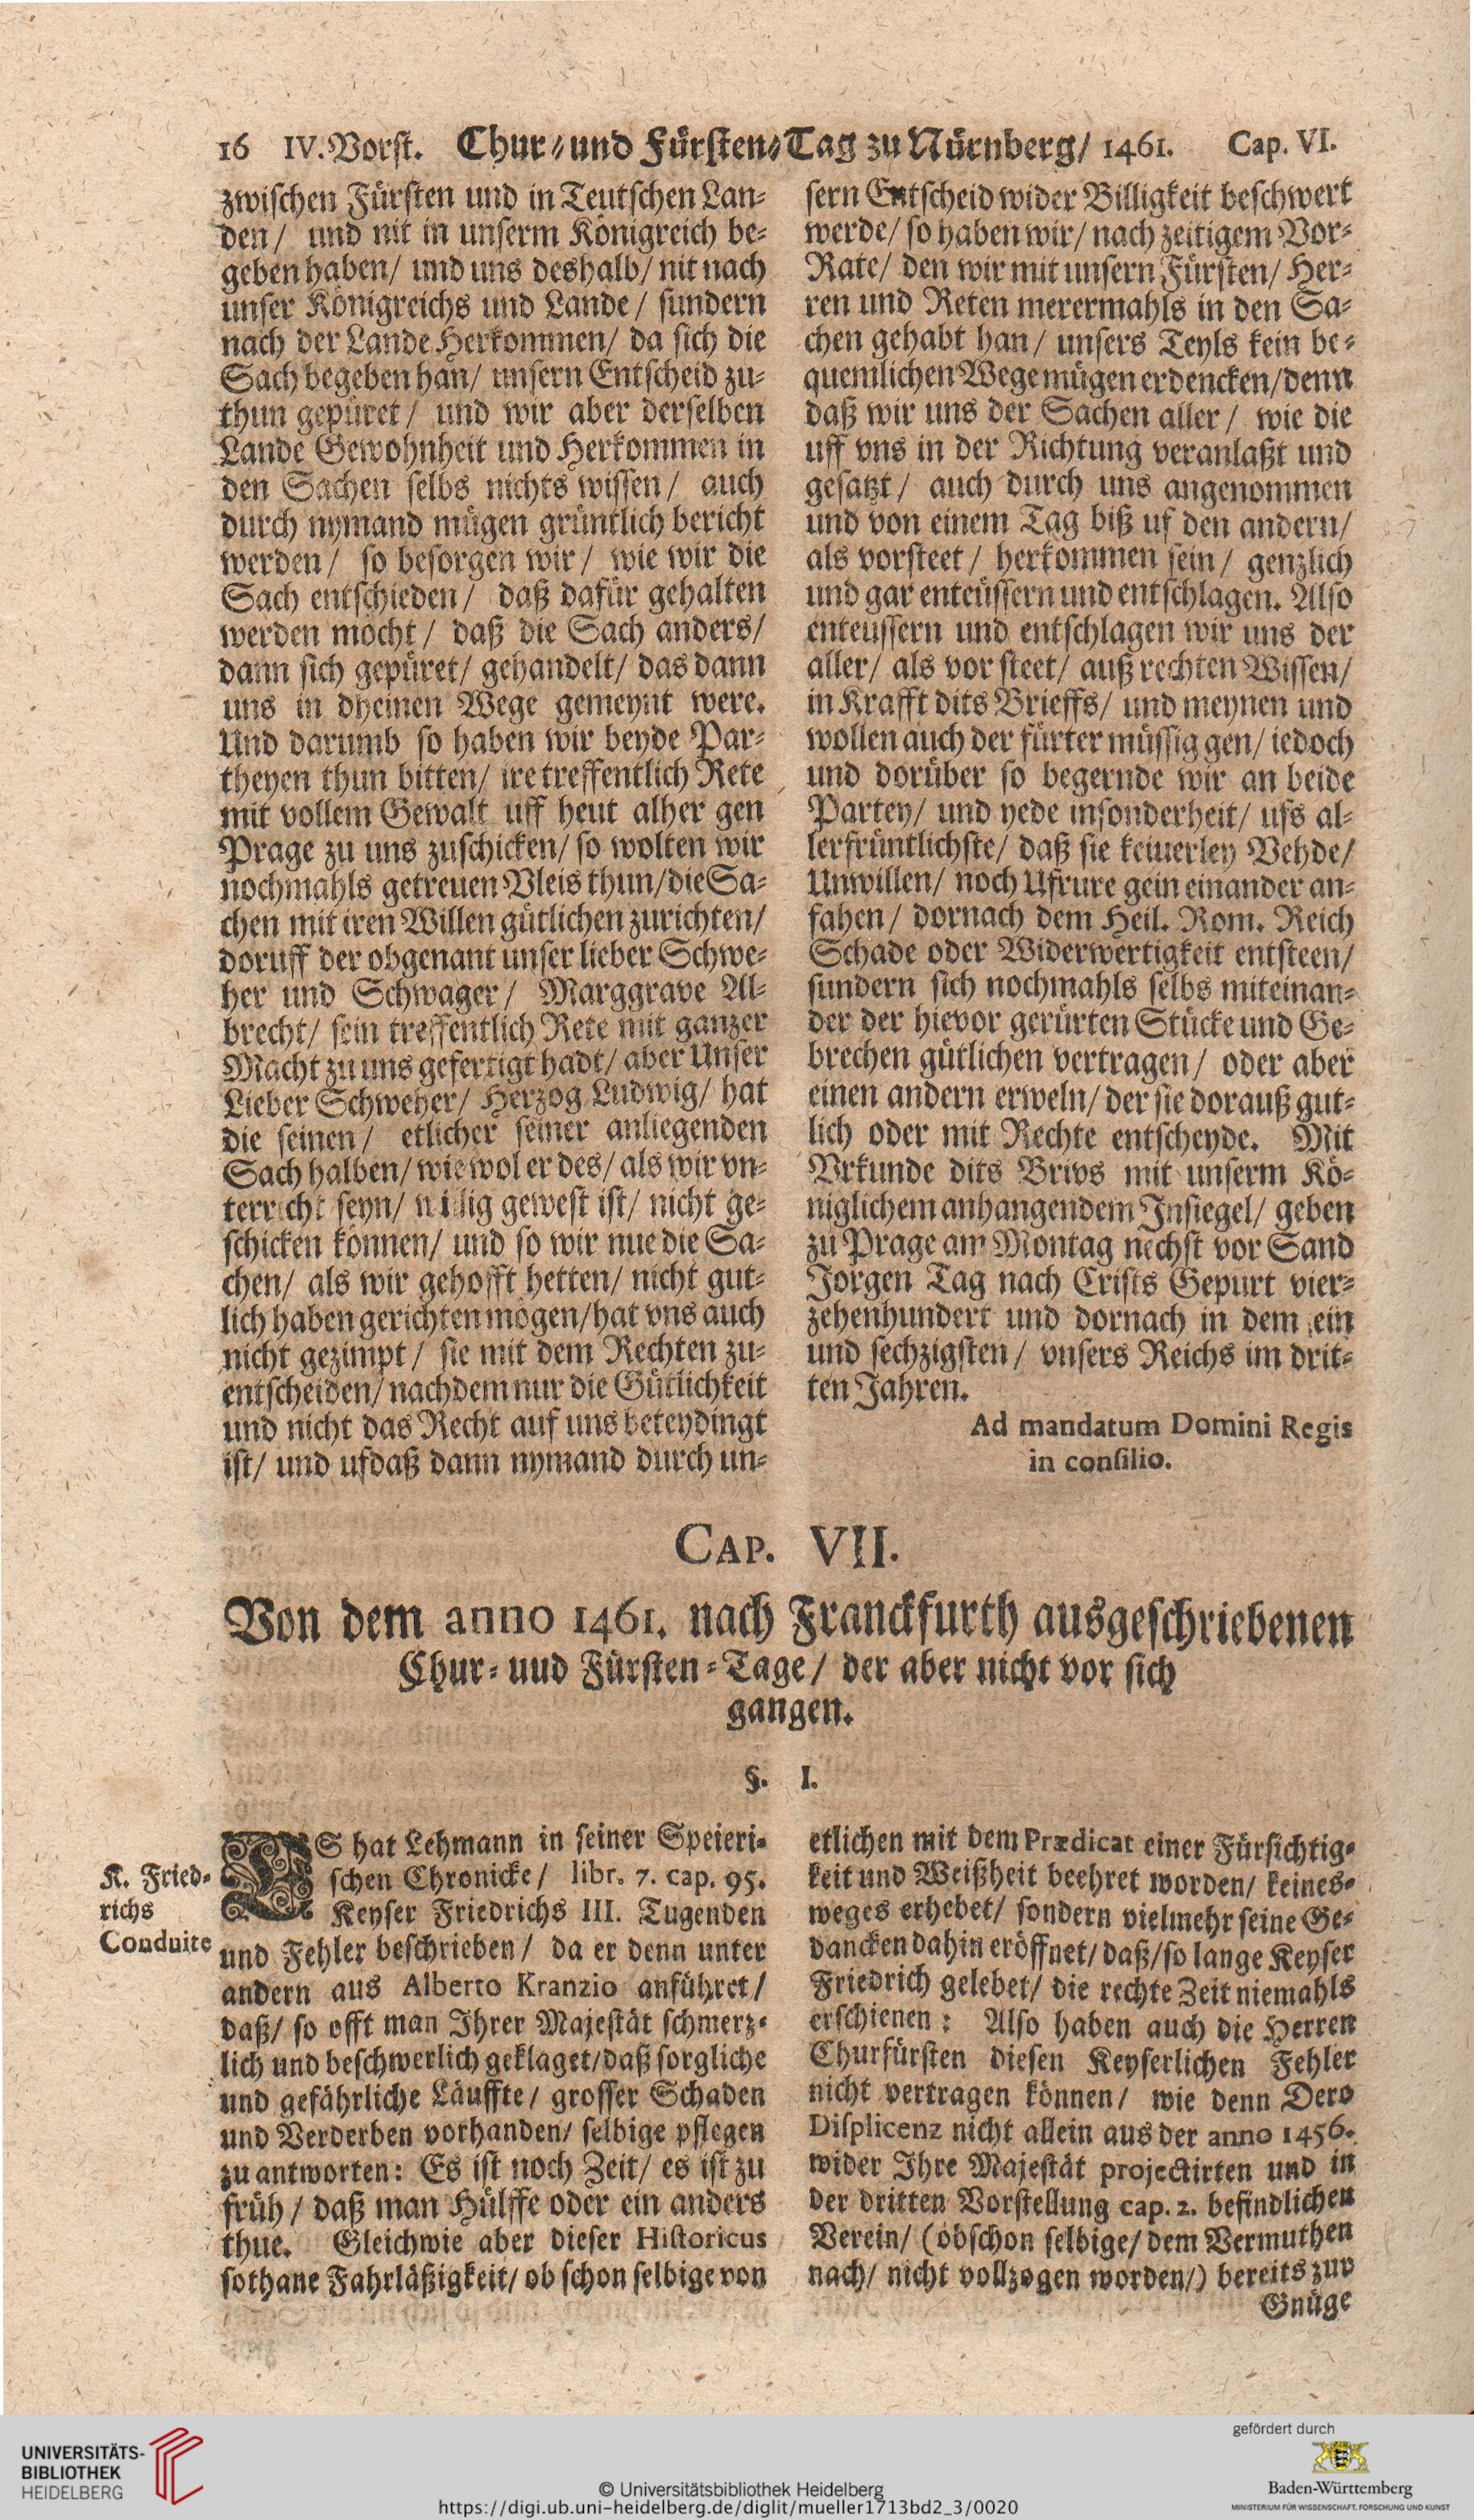 16 IV. Vorst. Chur- und Fürsten-Tag zu Nürnberg/ 1461. Cap. VI.
zwischen Fürsten und in Teutschen Lan-
den/ und nit in unserm Königreich be-
geben haben/ und uns deshalb/ nit nach
unser Königreichs und Lande/ sundern
nach der Lande Herkommen/ da sich die
Sach begeben han/ unsern Entscheid zu-
thun gepüret/ und wir aber derselben
Lande Gewohnheit und Herkommen in
den Sachen selbs nichts wissen/ auch
durch nymand mügen grüntlich bericht
werden/ so besorgen wir/ wie wir die
Sach entschieden/ daß dafür gehalten
werden möcht/ daß die Sach anders/
dann sich gepüret/ gehandelt/ das dann
uns in dheinen Wege gemeynt were.
Und darumb so haben wir beyde Par-
theyen thun bitten/ ire treffentlich Rete
mit vollem Gewalt uff heut alher gen
Prage zu uns zuschicken/ so wolten wir
nochmahls getreuen Vleis thun/ die Sa-
chen mit iren Willen gütlichen zurichten/
doruff der obgenant unser lieber Schwe-
her und Schwager/ Marggrave Al-
brecht/ sein treffentlich Rete mit ganzer
Macht zu uns gefertigt hadt/ aber Unser
Lieber Schweher/ Herzog Ludwig/ hat
die seinen/ etlicher seiner anliegenden
Sach halben/ wie wol er des/ als wir vn-
terricht seyn/ willig gewest ist/ nicht ge-
schicken können/ und so wir nue die Sa-
chen/ als wir gehofft hetten/ nicht gut-
lich haben gerichten mögen/ hat vns auch
nicht gezimpt/ sie mit dem Rechten zu-
entscheiden/ nachdem nur die Gütlichkeit
und nicht das Recht auf uns beteydingt
ist/ und ufdaß dann nymand durch un-
sern Entscheid wider Billigkeit beschwert
werde/ so haben wir/ nach zeitigem Vor-
Rate/ den wir mit unsern Fürsten/ Her-
ren und Reten merermahls in den Sa-
chen gehabt han/ unsers Teyls kein be-
quemlichen Wege mügen erdencken/ denn
daß wir uns der Sachen aller/ wie die
uff vns in der Richtung veranlaßt und
gesatzt/ auch durch uns angenommen
und von einem Tag biß uf den andern/
als vorsteet/ herkommen sein/ genzlich
und gar enteüssern und entschlagen. Also
enteussern und entschlagen wir uns der
aller/ als vor steet/ auß rechten Wissen/
in Krafft dits Brieffs/ und meynen und
wollen auch der fürter müssig gen/ iedoch
und dorüber so begernde wir an beide
Partey/ und yede insonderheit/ ufs al-
lerfrüntlichste/ daß sie keiuerley Vehde/
Unwillen/ noch Ufrure gein einander an-
fahen/ dornach dem Heil. Rom. Reich
Schade oder Widerwertigkeit entsteen/
sundern sich nochmahls selbs miteinan-
der der hievor gerürten Stücke und Ge-
brechen gütlichen vertragen/ oder aber
einen andern erweln/ der sie dorauß gut-
lich oder mit Rechte entscheyde. Mit
Vrkunde dits Brivs mit unserm Kö-
niglichem anhangendem Insiegel/ geben
zu Prage am Montag nechst vor Sand
Jorgen Tag nach Crists Gepurt vier-
zehenhundert und dornach in dem ein
und sechzigsten/ vnsers Reichs im drit-
ten Jahren.
Ad mandatum Domini Regis
in consilio.
CAP. VII.
Von dem anno 1461. nach Franckfurth ausgeschriebenen
Chur- uud Fürsten-Tage/ der aber nicht vor sich
gangen.
§. I.
K. Fried-
richs
Conduite
ES hat Lehmann in seiner Speieri-
schen Chronicke/ libr. 7. cap. 95.
Keyser Friedrichs III. Tugenden
und Fehler beschrieben/ da er denn unter
andern aus Alberto Kranzio anführet/
daß/ so offt man Ihrer Majestät schmerz-
lich und beschwerlich geklaget/ daß sorgliche
und gefährliche Läuffte/ grosser Schaden
und Verderben vorhanden/ selbige pflegen
zu antworten: Es ist noch Zeit/ es ist zu
früh/ daß man Hülffe oder ein anders
thue. Gleichwie aber dieser Historicus
sothane Fahrläßigkeit/ ob schon selbige von
etlichen mit dem Prædicat einer Fürsichtig-
keit und Weißheit beehret worden/ keines-
weges erhebet/ sondern vielmehr seine Ge-
dancken dahin eröffnet/ daß/ so lange Keyser
Friedrich gelebet/ die rechte Zeit niemahls
erschienen: Also haben auch die Herren
Churfürsten diesen Keyserlichen Fehler
nicht vertragen können/ wie denn Dero
Displicenz nicht allein aus der anno 1456.
wider Ihre Majestät projectirten und in
der dritten Vorstellung cap. 2. befindlichen
Verein/ (obschon selbige/ dem Vermuthen
nach/ nicht vollzogen worden/) bereits zur
Gnüge
UNIVERSITÄTS-
BIBLIOTHEK
HEIDELBERG
© Universitätsbibliothek Heidelberg
https://digi.ub.uni-heidelberg.de/diglit/mueller1713bd2_3/0020
gefördert durch
Baden-Württemberg
MINISTERIUM FÜR WISSENSCHAFT, FORSCHUNG UND KUNST